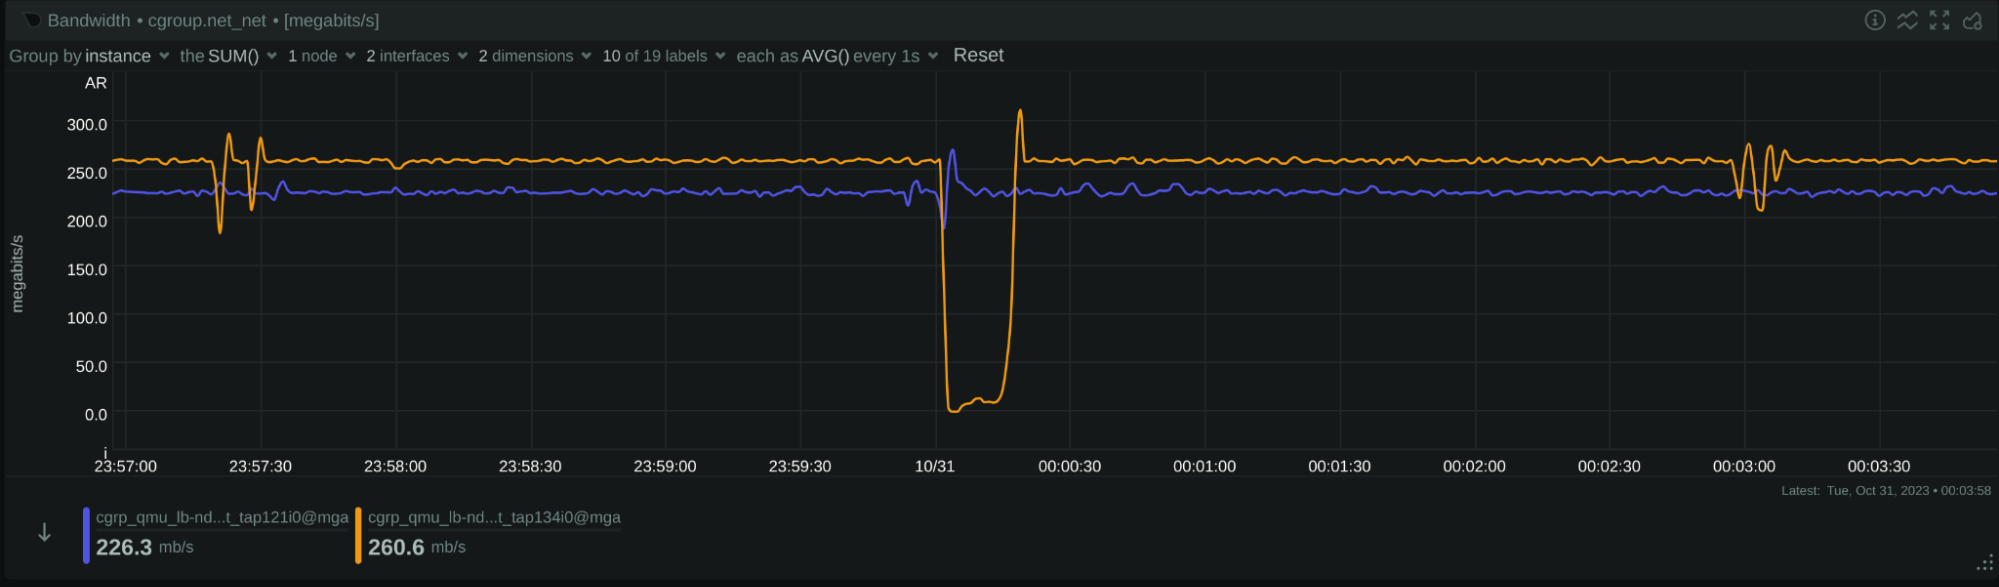 Bandwidth • cgroup.net_net • [megabits/s]
Group by instance the SUM() 1 node 2 interfaces 2 dimensions 10 of 19 labels each as AVG() every 1s Reset
AR
300.0
250.0
200.0
150.0
100.0
50.0
0.0
megabits/s
23:57:00 23:57:30 23:58:00 23:58:30 23:59:00 23:59:30 10/31 00:00:30 00:01:00 00:01:30 00:02:00 00:02:30 00:03:00 00:03:30
Latest: Tue, Oct 31, 2023 • 00:03:58
cgrp_qmu_lb-nd...t_tap121i0@mga cgrp_qmu_lb-nd...t_tap134i0@mga
226.3 mb/s 260.6 mb/s